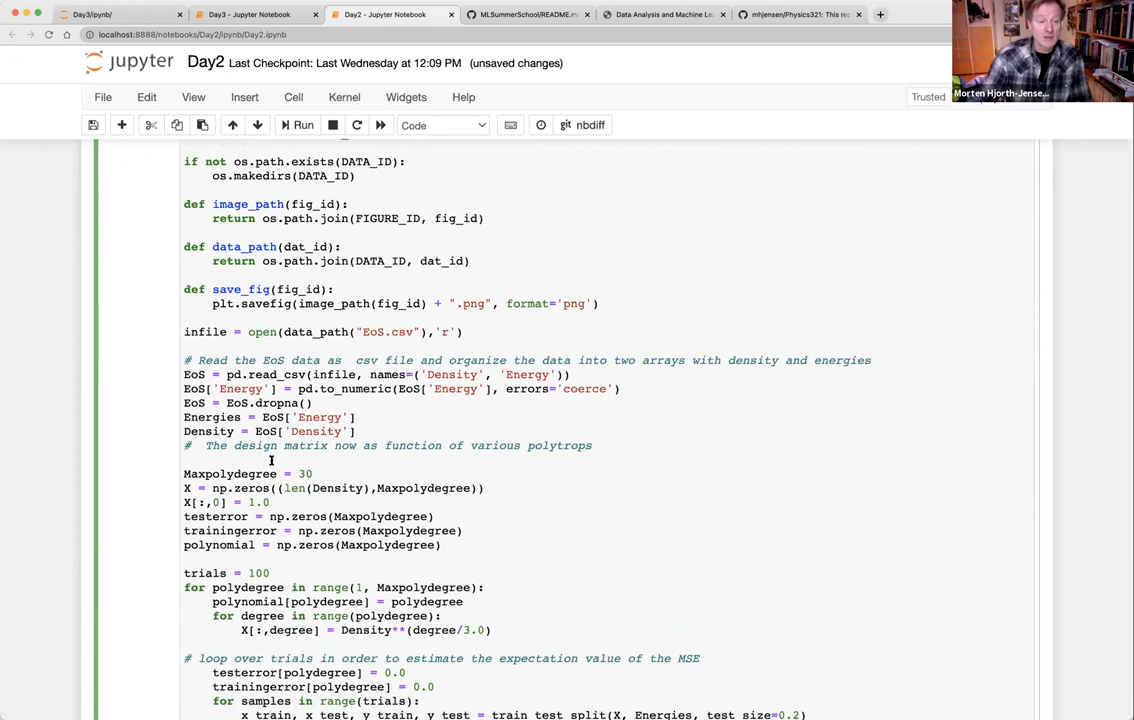 Day3/ipynb/
Day3 - Jupyter Notebook
Day2 - Jupyter Notebook
MLSummerSchool/README.m
Data Analysis and Machine Le
mhjensen/Physics321: This rep
localhost:8888/notebooks/Day2/ipynb/Day2.ipynb
jupyter Day2 Last Checkpoint: Last Wednesday at 12:09 PM (unsaved changes)
Morten Hjorth-Jense...
File Edit View Insert Cell Kernel Widgets Help
Trusted
Run
Code
git nbdiff
if not os.path.exists(DATA_ID):
os.makedirs(DATA_ID)
def image_path(fig_id):
return os.path.join(FIGURE_ID, fig_id)
def data_path(dat_id):
return os.path.join(DATA_ID, dat_id)
def save_fig(fig_id):
plt.savefig(image_path(fig_id) + ".png", format='png')
infile = open(data_path("EoS.csv"),'r')
# Read the EoS data as csv file and organize the data into two arrays with density and energies
EoS = pd.read_csv(infile, names=('Density', 'Energy'))
EoS['Energy'] = pd.to_numeric(EoS['Energy'], errors='coerce')
EoS = EoS.dropna()
Energies = EoS['Energy']
Density = EoS['Density']
# The design matrix now as function of various polytrops
Maxpolydegree = 30
X = np.zeros((len(Density),Maxpolydegree))
X[:,0] = 1.0
testerror = np.zeros(Maxpolydegree)
trainingerror = np.zeros(Maxpolydegree)
polynomial = np.zeros(Maxpolydegree)
trials = 100
for polydegree in range(1, Maxpolydegree):
polynomial[polydegree] = polydegree
for degree in range(polydegree):
X[:,degree] = Density**(degree/3.0)
# loop over trials in order to estimate the expectation value of the MSE
testerror[polydegree] = 0.0
trainingerror[polydegree] = 0.0
for samples in range(trials):
x_train, x_test, y_train, y_test = train_test_split(X, Energies, test_size=0.2)